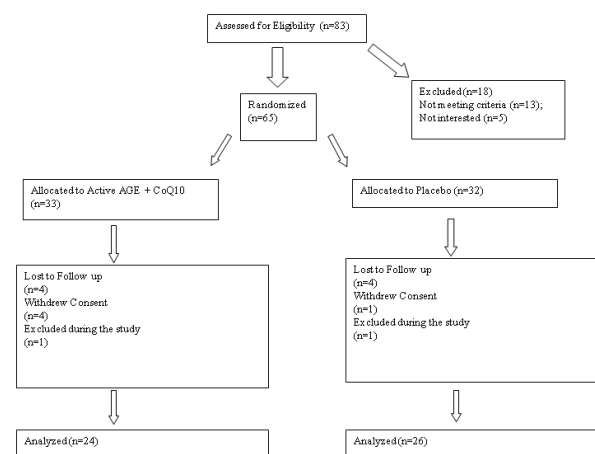 Assessed for Eligibility (n=83)
Excluded (n=18)
Not meeting criteria (n=13);
Not interested (n=5)
Randomized
(n=65)
Allocated to Active AGE + CoQ10
(n=33)
Allocated to Placebo (n=32)
Lost to Follow up
(n=4)
Withdrew Consent
(n=4)
Excluded during the study
(n=1)
Lost to Follow up
(n=4)
Withdrew Consent
(n=1)
Excluded during the study
(n=1)
Analyzed (n=24)
Analyzed (n=26)